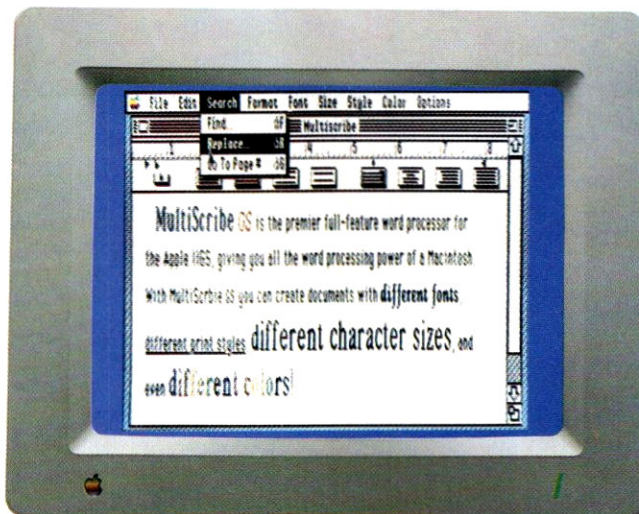 File Edit Search Format Font Size Style Color Options
Find...
Multiscribe
Replace...
Go To Page #
MultiScribe GS is the premier full-feature word processor for
the Apple IIGS, giving you all the word processing power of a Macintosh
With MultiScrbie GS you can create documents with different fonts
different print styles different character sizes, and
even different colors!